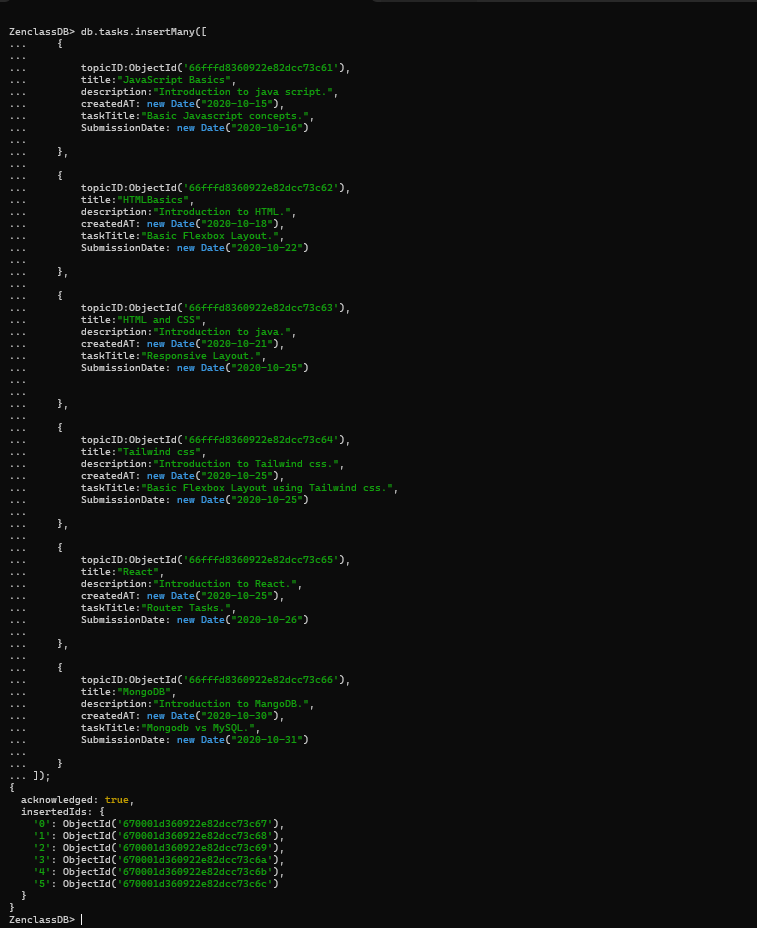 ZenclassDB> db.tasks.insertMany([
...     {
...
...         topicID:ObjectId('66fffd8360922e82dcc73c61'),
...         title:"JavaScript Basics",
...         description:"Introduction to java script.",
...         createdAT: new Date("2020-10-15"),
...         taskTitle:"Basic Javascript concepts.",
...         SubmissionDate: new Date("2020-10-16")
...
...     },
...
...     {
...         topicID:ObjectId('66fffd8360922e82dcc73c62'),
...         title:"HTMLBasics",
...         description:"Introduction to HTML.",
...         createdAT: new Date("2020-10-18"),
...         taskTitle:"Basic Flexbox Layout.",
...         SubmissionDate: new Date("2020-10-22")
...
...     },
...
...     {
...         topicID:ObjectId('66fffd8360922e82dcc73c63'),
...         title:"HTML and CSS",
...         description:"Introduction to java.",
...         createdAT: new Date("2020-10-21"),
...         taskTitle:"Responsive Layout.",
...         SubmissionDate: new Date("2020-10-25")
...
...
...     },
...
...     {
...         topicID:ObjectId('66fffd8360922e82dcc73c64'),
...         title:"Tailwind css",
...         description:"Introduction to Tailwind css.",
...         createdAT: new Date("2020-10-25"),
...         taskTitle:"Basic Flexbox Layout using Tailwind css.",
...         SubmissionDate: new Date("2020-10-25")
...
...     },
...
...     {
...         topicID:ObjectId('66fffd8360922e82dcc73c65'),
...         title:"React",
...         description:"Introduction to React.",
...         createdAT: new Date("2020-10-25"),
...         taskTitle:"Router Tasks.",
...         SubmissionDate: new Date("2020-10-26")
...
...     },
...
...     {
...         topicID:ObjectId('66fffd8360922e82dcc73c66'),
...         title:"MongoDB",
...         description:"Introduction to MangoDB.",
...         createdAT: new Date("2020-10-30"),
...         taskTitle:"Mongodb vs MySQL.",
...         SubmissionDate: new Date("2020-10-31")
...
...     }
... ]);
{
  acknowledged: true,
  insertedIds: {
    '0': ObjectId('670001d360922e82dcc73c67'),
    '1': ObjectId('670001d360922e82dcc73c68'),
    '2': ObjectId('670001d360922e82dcc73c69'),
    '3': ObjectId('670001d360922e82dcc73c6a'),
    '4': ObjectId('670001d360922e82dcc73c6b'),
    '5': ObjectId('670001d360922e82dcc73c6c')
  }
}
ZenclassDB>